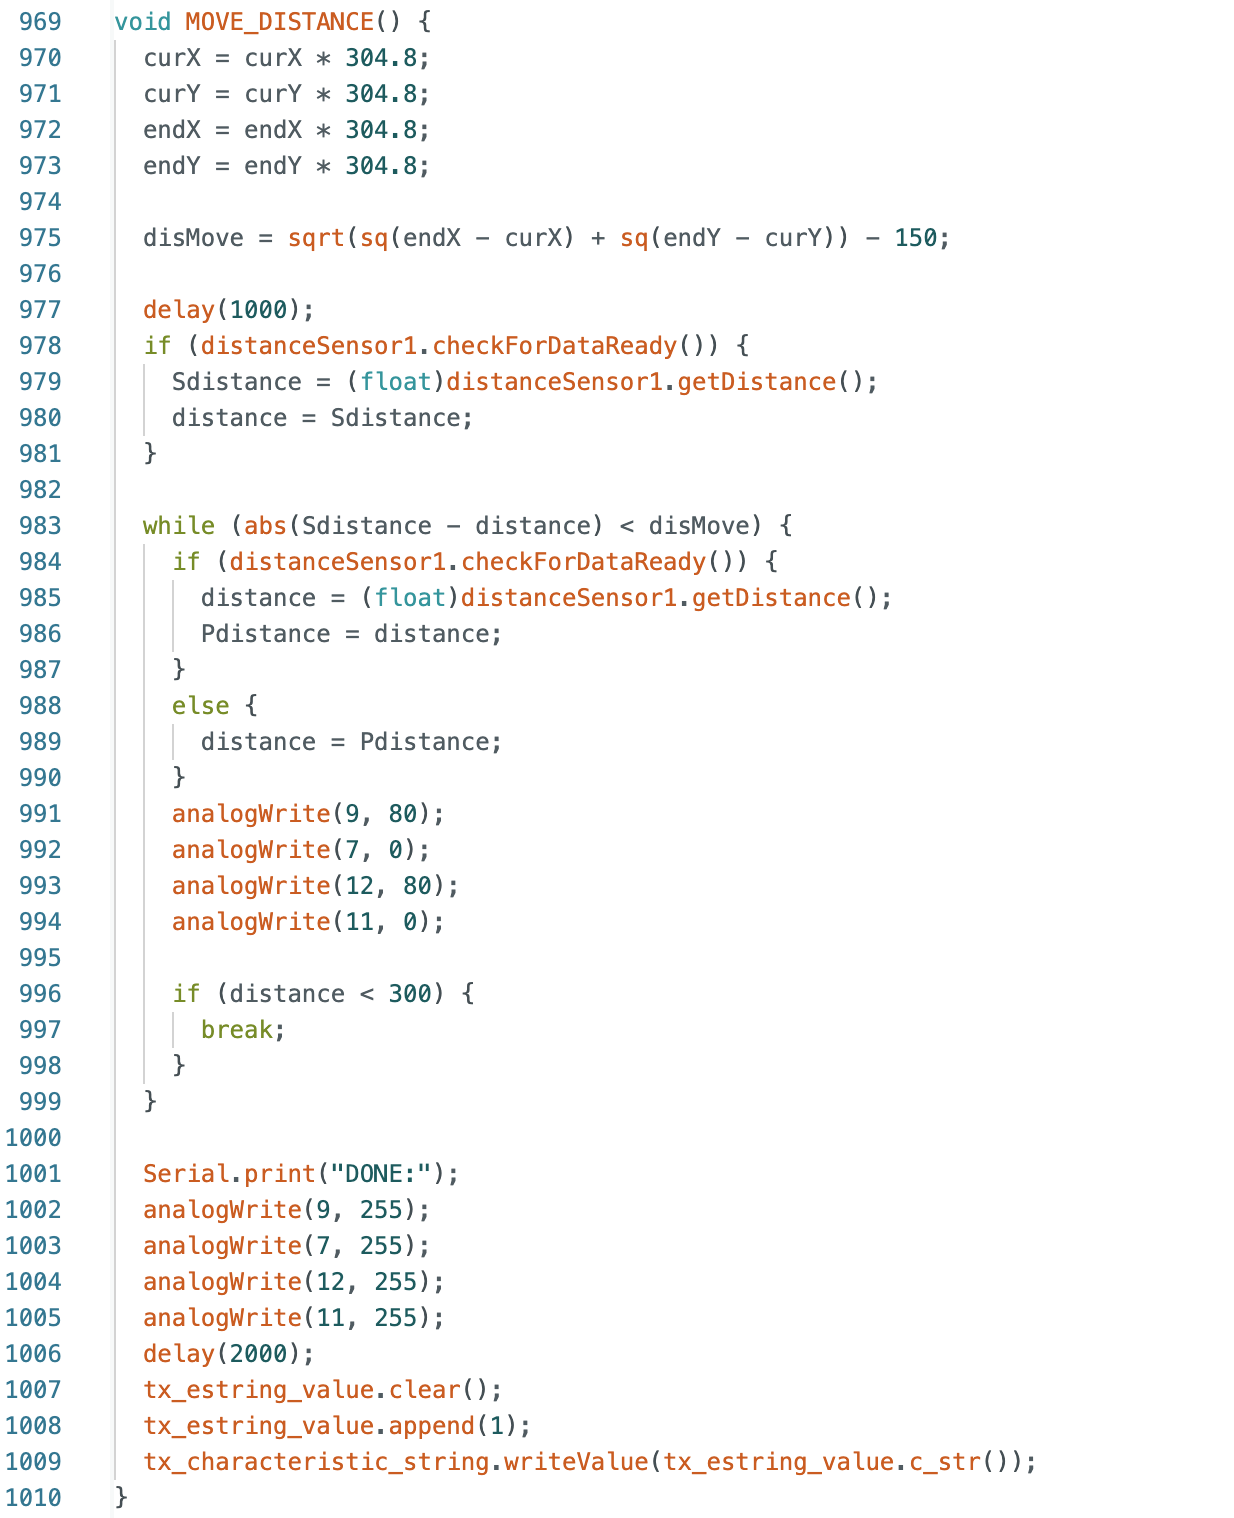 969 void MOVE_DISTANCE() {
970 curX = curX * 304.8;
971 curY = curY * 304.8;
972 endX = endX * 304.8;
973 endY = endY * 304.8;
974
975 disMove = sqrt(sq(endX - curX) + sq(endY - curY)) - 150;
976
977 delay(1000);
978 if (distanceSensor1.checkForDataReady()) {
979 Sdistance = (float)distanceSensor1.getDistance();
980 distance = Sdistance;
981 }
982
983 while (abs(Sdistance - distance) < disMove) {
984 if (distanceSensor1.checkForDataReady()) {
985 distance = (float)distanceSensor1.getDistance();
986 Pdistance = distance;
987 }
988 else {
989 distance = Pdistance;
990 }
991 analogWrite(9, 80);
992 analogWrite(7, 0);
993 analogWrite(12, 80);
994 analogWrite(11, 0);
995
996 if (distance < 300) {
997 break;
998 }
999 }
1000
1001 Serial.print("DONE:");
1002 analogWrite(9, 255);
1003 analogWrite(7, 255);
1004 analogWrite(12, 255);
1005 analogWrite(11, 255);
1006 delay(2000);
1007 tx_estring_value.clear();
1008 tx_estring_value.append(1);
1009 tx_characteristic_string.writeValue(tx_estring_value.c_str());
1010 }